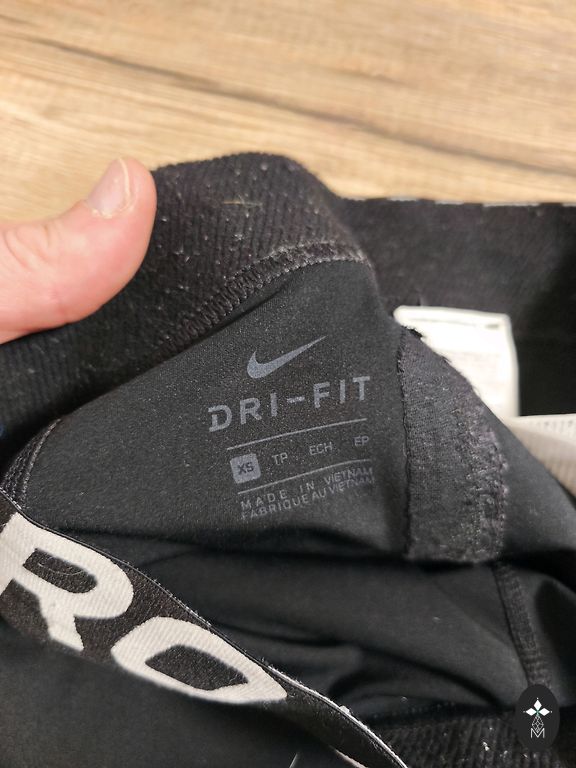 DRI-FIT
XS TP ECH EP
MADE IN VIETNAM
FABRIQUE AU VIETNAM
RO
M